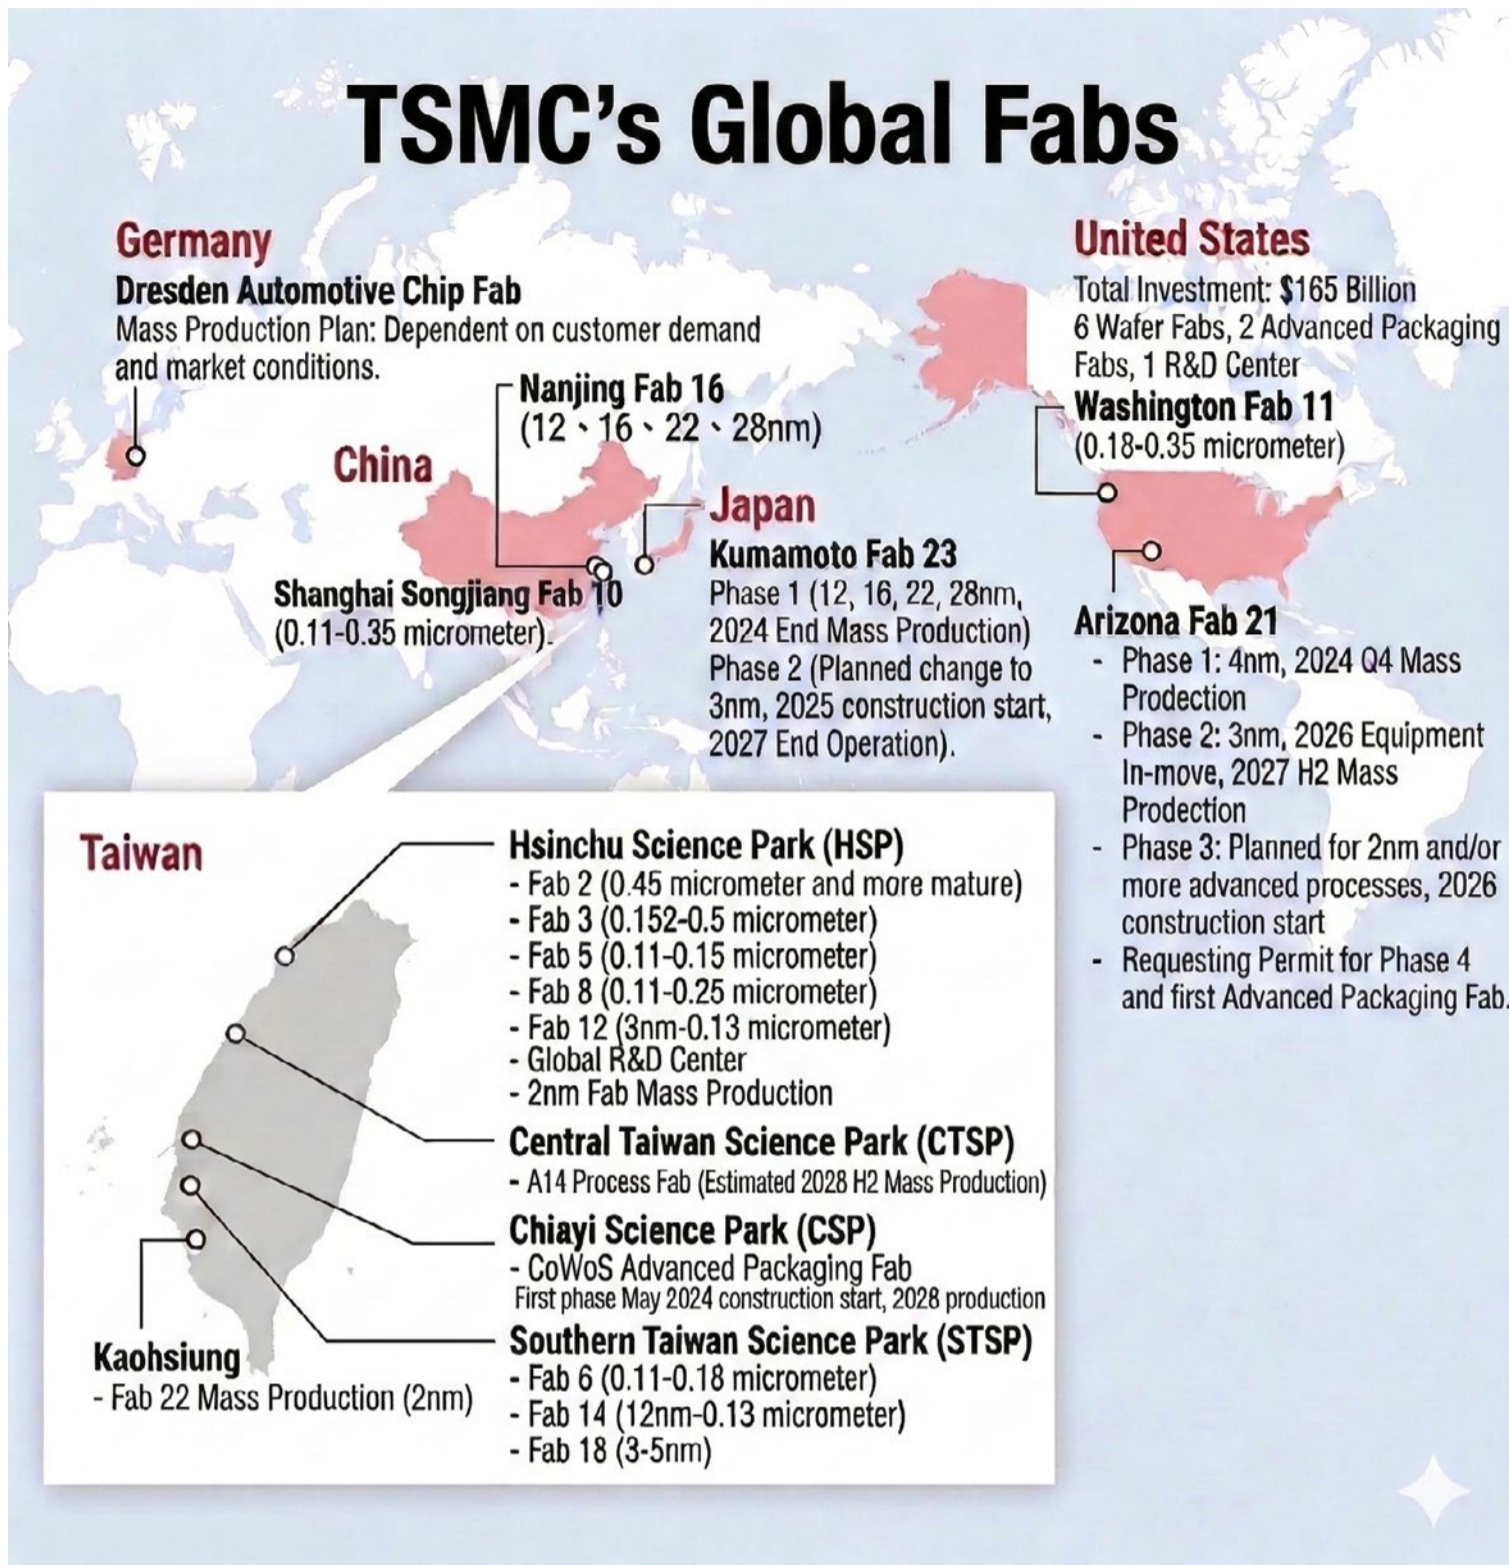 TSMC's Global Fabs
Germany
Dresden Automotive Chip Fab
Mass Production Plan: Dependent on customer demand
and market conditions.
Nanjing Fab 16
(12、16、22、28nm)
China
Shanghai Songjiang Fab 10
(0.11-0.35 micrometer).
Japan
Kumamoto Fab 23
Phase 1 (12, 16, 22, 28nm,
2024 End Mass Production)
Phase 2 (Planned change to
3nm, 2025 construction start,
2027 End Operation).
United States
Total Investment: $165 Billion
6 Wafer Fabs, 2 Advanced Packaging
Fabs, 1 R&D Center
Washington Fab 11
(0.18-0.35 micrometer)
Arizona Fab 21
- Phase 1: 4nm, 2024 Q4 Mass
Prodection
- Phase 2: 3nm, 2026 Equipment
In-move, 2027 H2 Mass
Prodection
- Phase 3: Planned for 2nm and/or
more advanced processes, 2026
construction start
- Requesting Permit for Phase 4
and first Advanced Packaging Fab.
Taiwan
Hsinchu Science Park (HSP)
- Fab 2 (0.45 micrometer and more mature)
- Fab 3 (0.152-0.5 micrometer)
- Fab 5 (0.11-0.15 micrometer)
- Fab 8 (0.11-0.25 micrometer)
- Fab 12 (3nm-0.13 micrometer)
- Global R&D Center
- 2nm Fab Mass Production
Central Taiwan Science Park (CTSP)
- A14 Process Fab (Estimated 2028 H2 Mass Production)
Chiayi Science Park (CSP)
- CoWoS Advanced Packaging Fab
First phase May 2024 construction start, 2028 production
Southern Taiwan Science Park (STSP)
- Fab 6 (0.11-0.18 micrometer)
- Fab 14 (12nm-0.13 micrometer)
- Fab 18 (3-5nm)
Kaohsiung
- Fab 22 Mass Production (2nm)